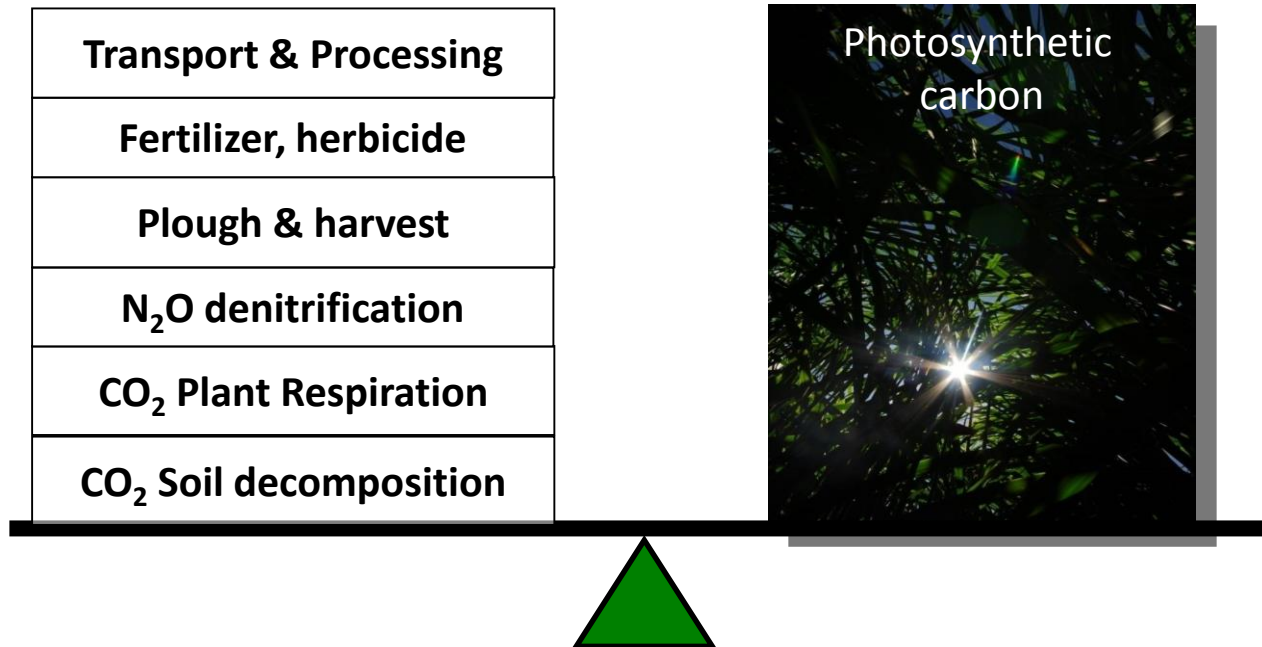 Transport & Processing
Fertilizer, herbicide
Plough & harvest
N₂O denitrification
CO₂ Plant Respiration
CO₂ Soil decomposition
Photosynthetic
carbon